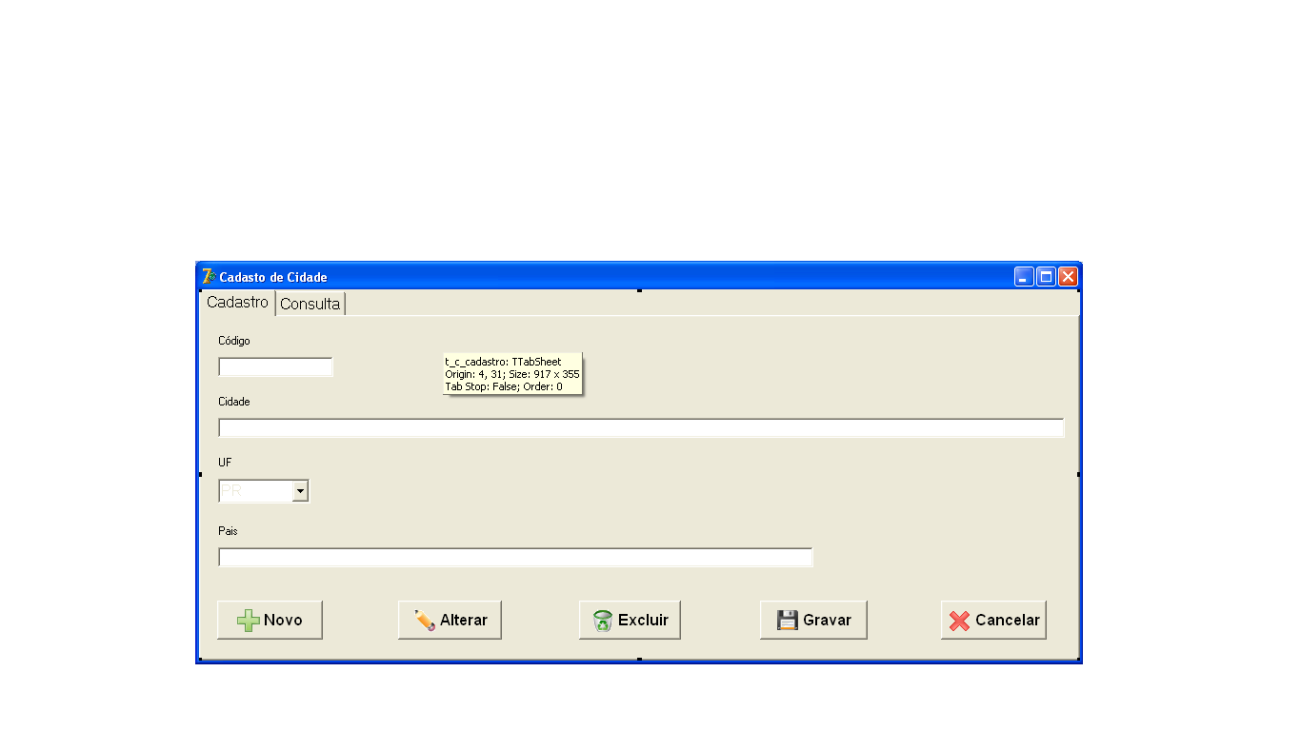 Cadasto de Cidade
Cadastro Consulta
Código
t_c_cadastro: TTabSheet
Origin: 4, 31; Size: 917 x 355
Tab Stop: False; Order: 0
Cidade
UF
PR
Pais
Novo Alterar Excluir Gravar Cancelar